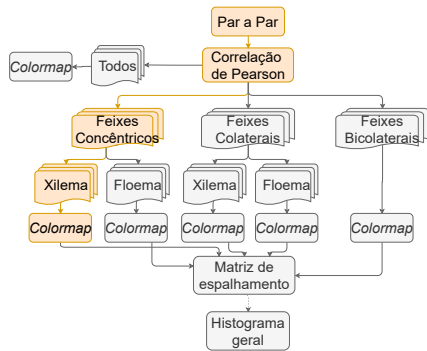 Par a Par
Correlação
de Pearson
Colormap
Todos
Feixes
Concêntricos
Feixes
Colaterais
Feixes
Bicolaterais
Xilema
Floema
Xilema
Floema
Colormap
Colormap
Colormap
Colormap
Colormap
Matriz de
espalhamento
Histograma
geral